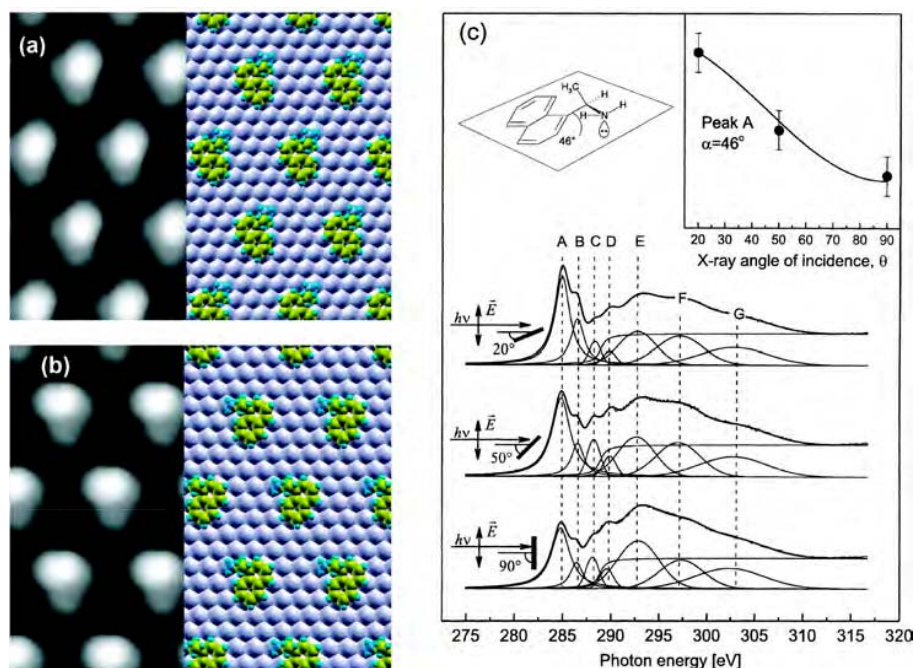 (a)
(b)
(c)
H₃C
H
H
H
N
46°
Peak A
α=46°
20 30 40 50 60 70 80 90
X-ray angle of incidence, θ
A B C D E
F
G
hν E⃗
20°
hν E⃗
50°
hν E⃗
90°
275 280 285 290 295 300 305 310 315 320
Photon energy [eV]